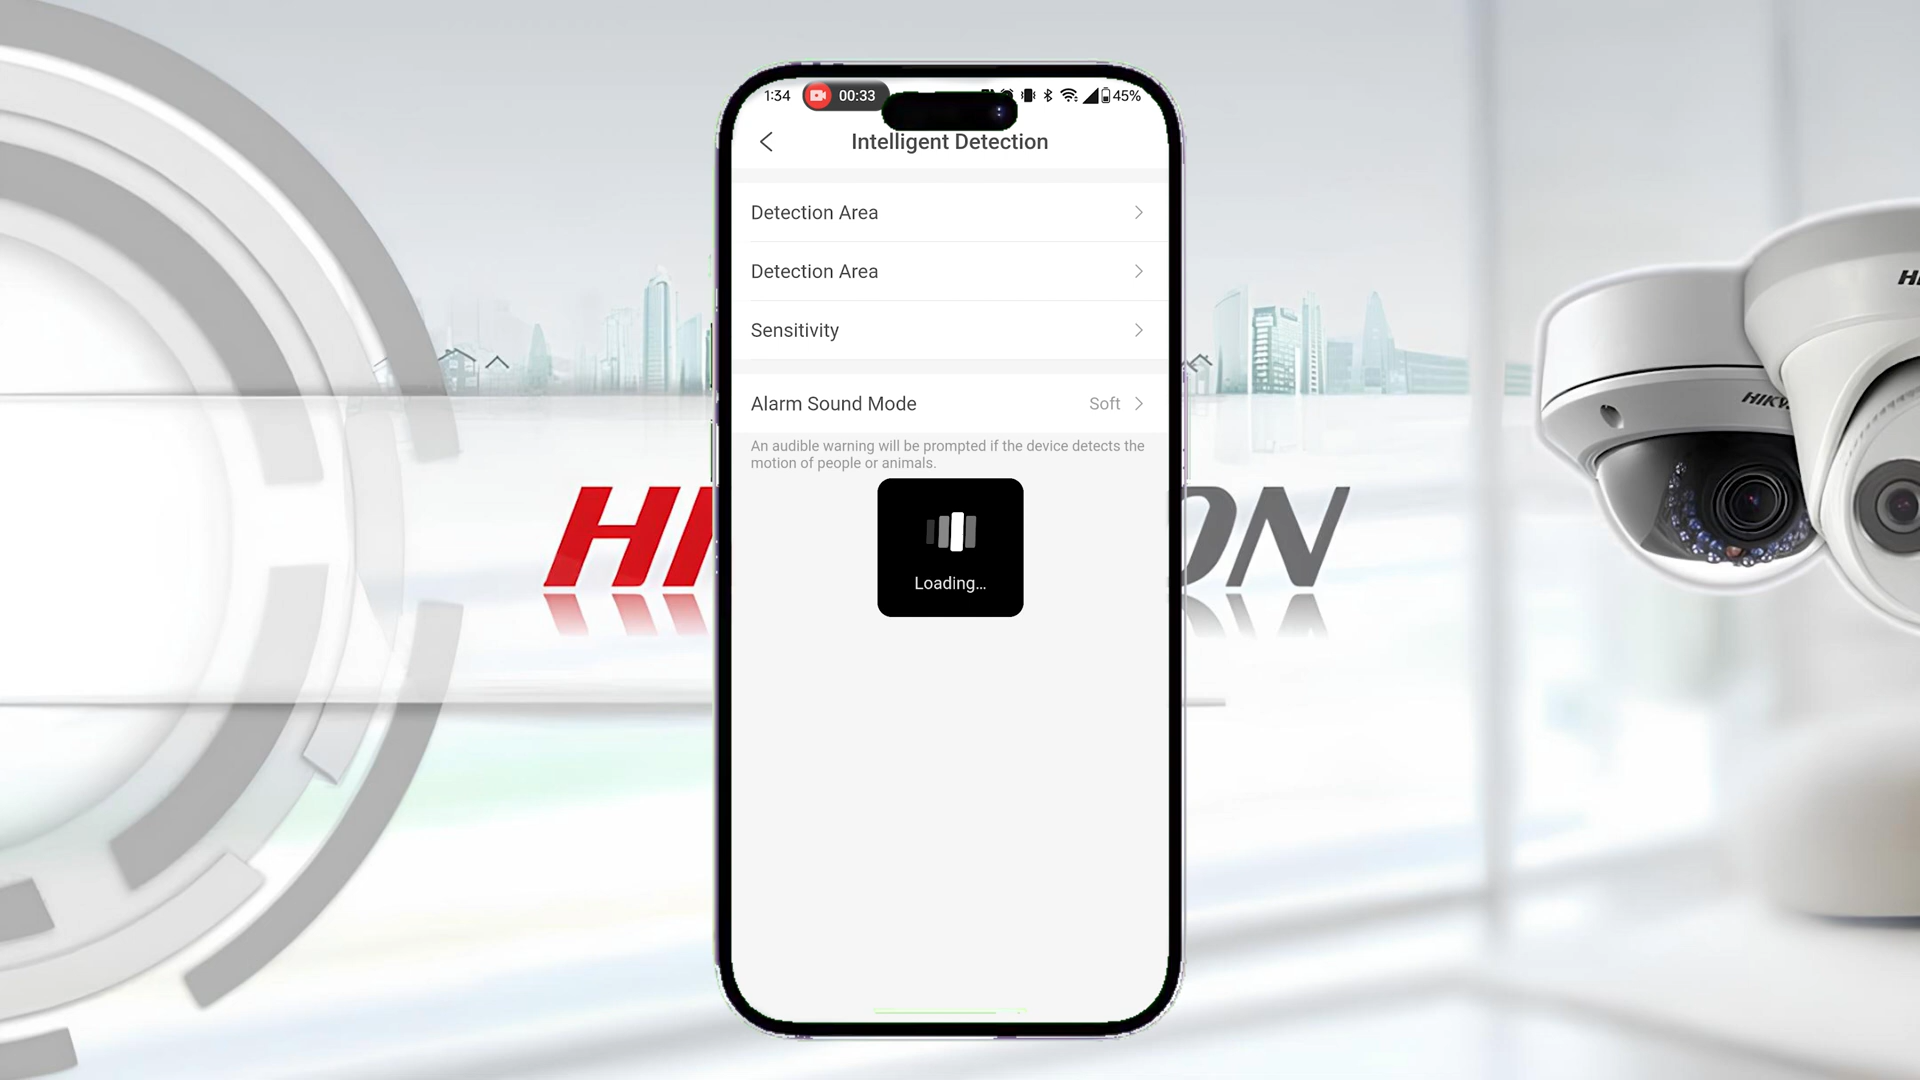 1:34 00:33 45%
Intelligent Detection
Detection Area
Detection Area
Sensitivity
Alarm Sound Mode Soft
An audible warning will be prompted if the device detects the
motion of people or animals.
Loading...